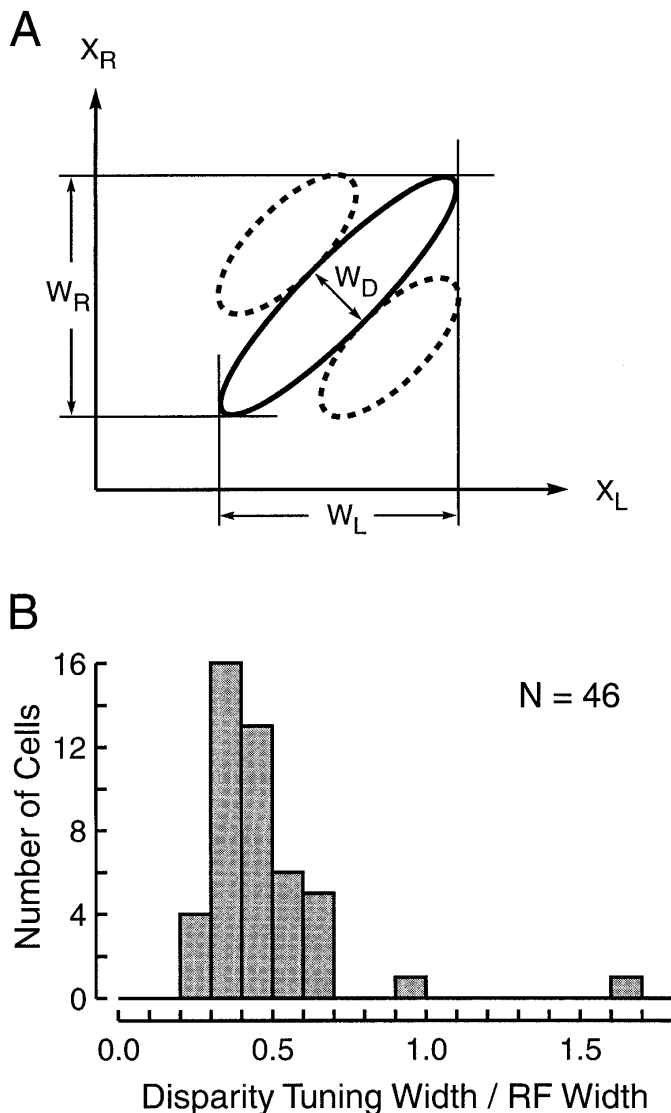 A
X_R
W_R
W_D
X_L
W_L
B
16
12
8
4
0
N = 46
Number of Cells
0.0 0.5 1.0 1.5
Disparity Tuning Width / RF Width